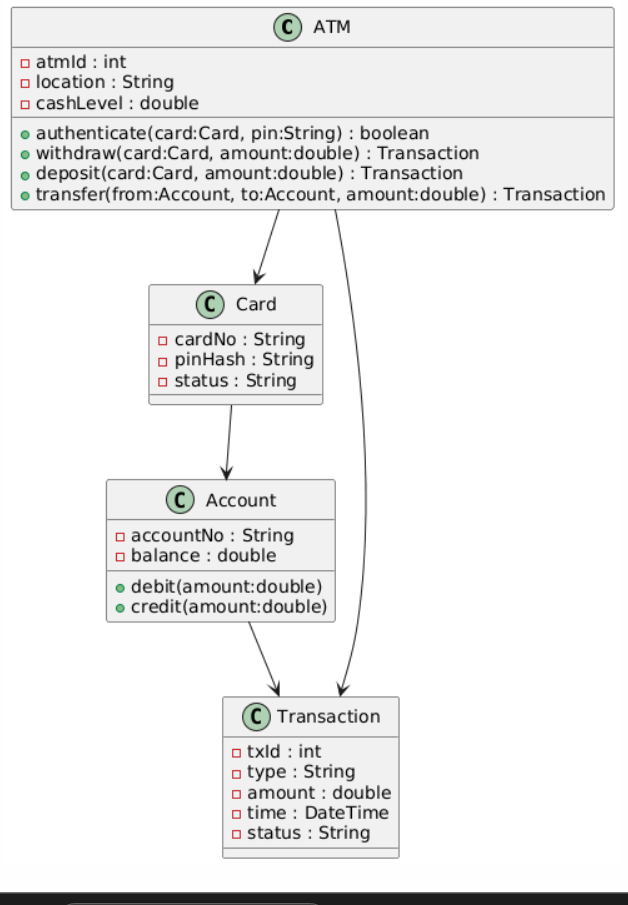 C ATM
atmId : int
location : String
cashLevel : double
authenticate(card:Card, pin:String) : boolean
withdraw(card:Card, amount:double) : Transaction
deposit(card:Card, amount:double) : Transaction
transfer(from:Account, to:Account, amount:double) : Transaction
C Card
cardNo : String
pinHash : String
status : String
C Account
accountNo : String
balance : double
debit(amount:double)
credit(amount:double)
C Transaction
txId : int
type : String
amount : double
time : DateTime
status : String